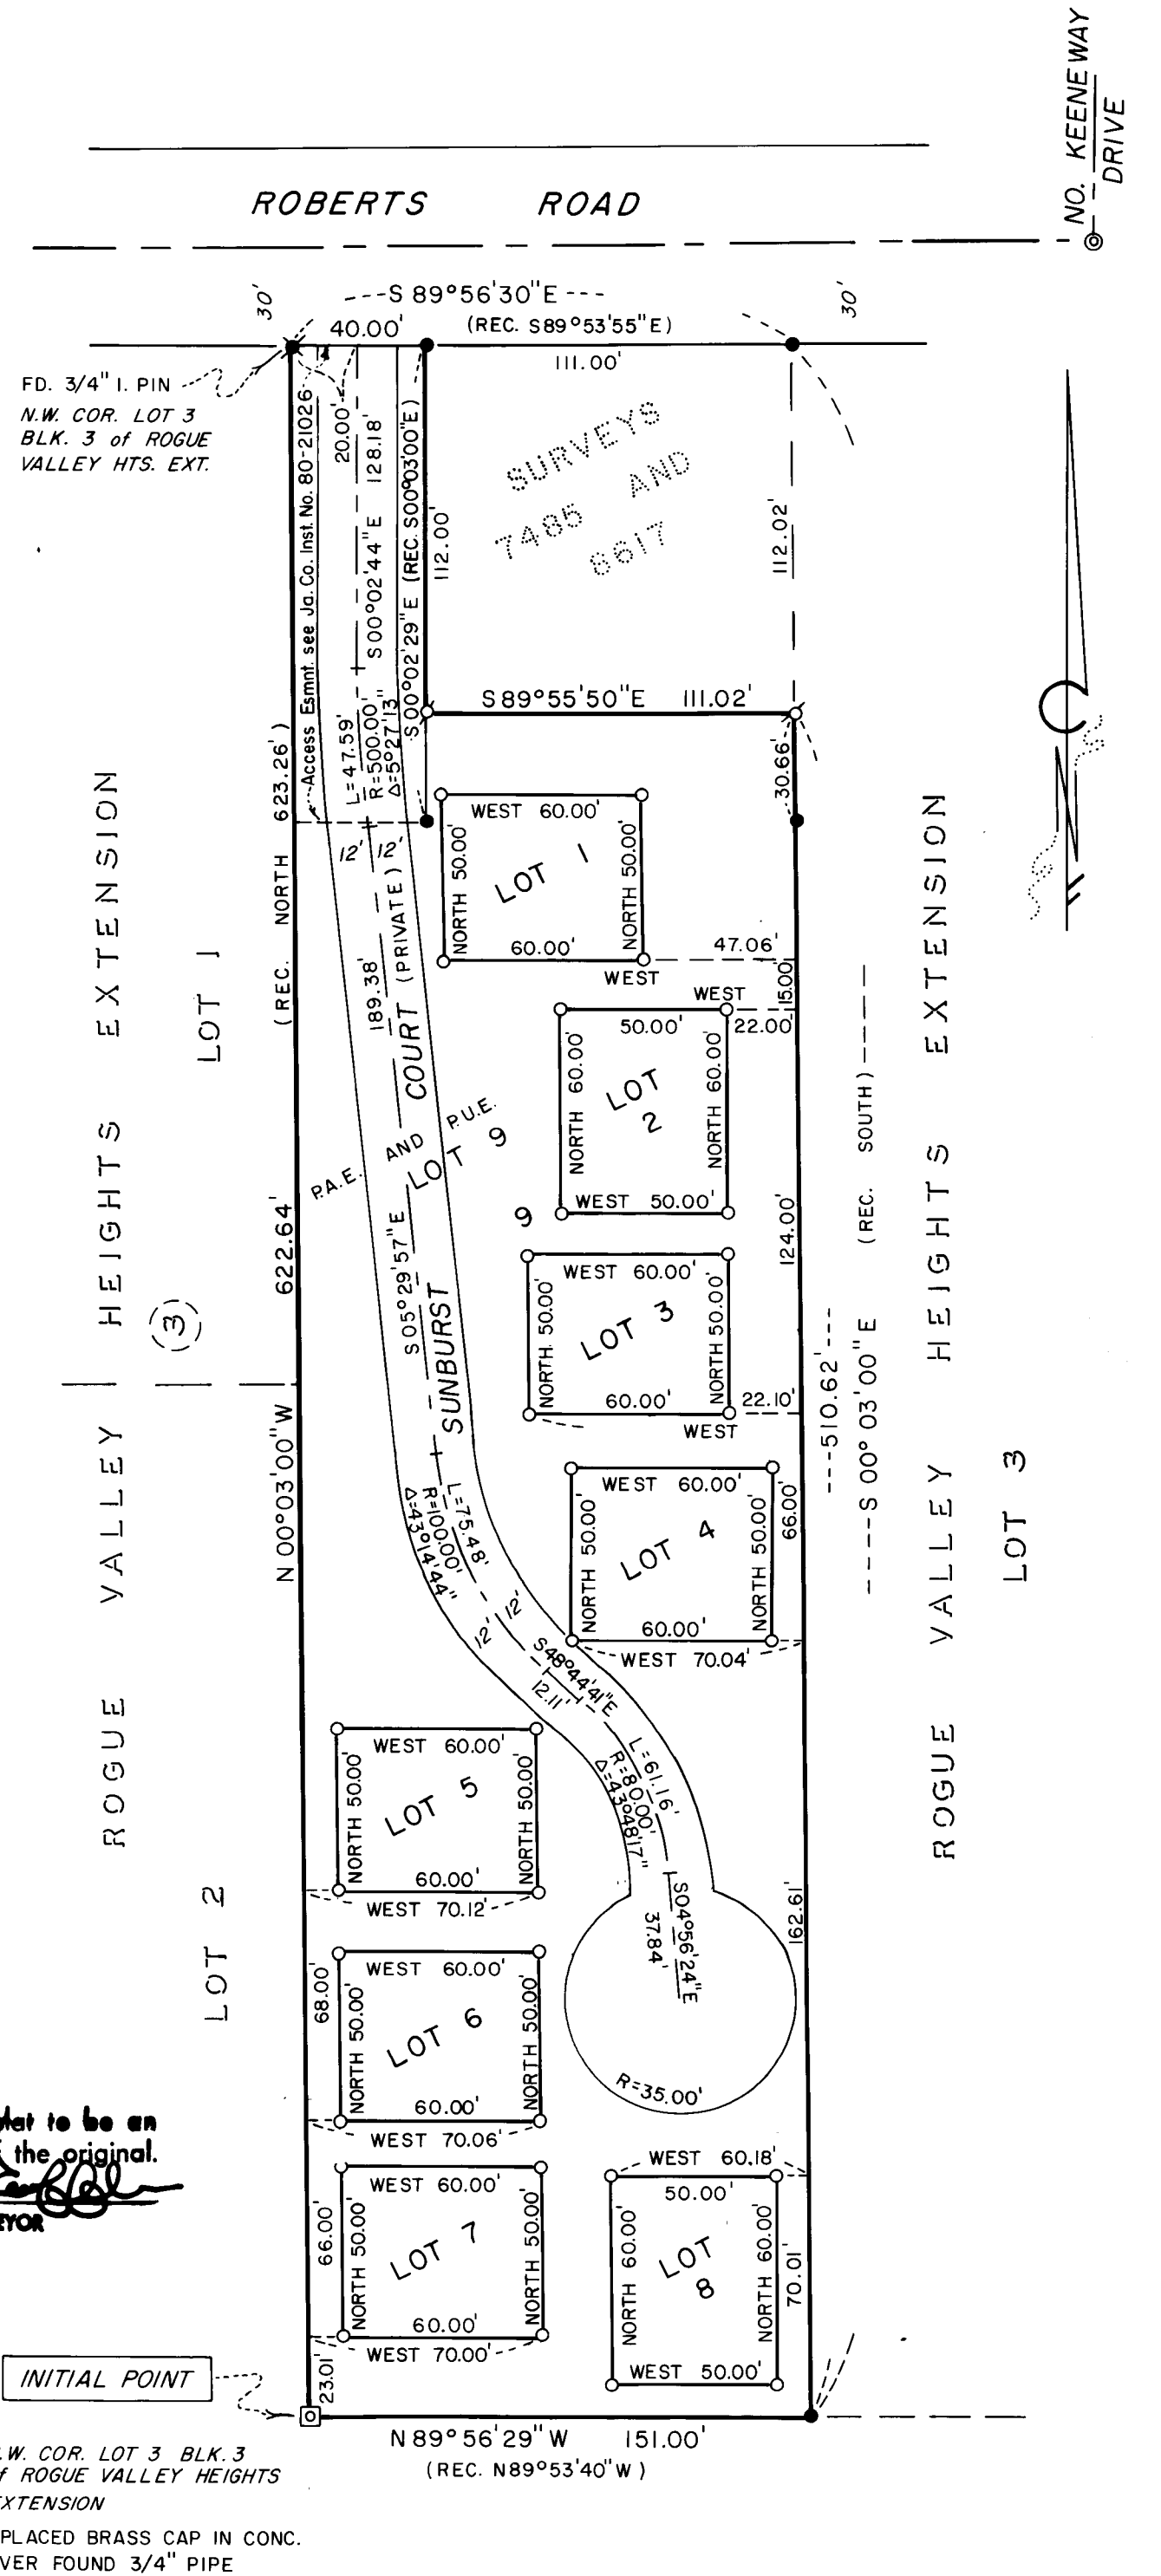 NO. KEENEWAY
DRIVE
ROBERTS ROAD
30'
S 89°56'30"E
30'
40.00'
(REC. S89°53'55"E)
111.00'
FD. 3/4" I. PIN
N.W. COR. LOT 3
BLK. 3 of ROGUE
VALLEY HTS. EXT.
Access Esmnt. see Ja. Co. Inst. No. 80-21026
20.00'
S00°02'44"E 128.18'
S00°02'29"E (REC. S00°03'00"E)
112.00'
SURVEYS
7485 AND
8617
112.02'
S89°55'50"E 111.02'
L=47.59'
R=500.00'
Δ=5°27'13"
30.66'
(REC. NORTH 623.26')
12' 12'
WEST 60.00'
NORTH 50.00'
LOT 1
NORTH 50.00'
60.00'
WEST
47.06'
15.00'
189.38'
SUNBURST COURT (PRIVATE)
WEST
50.00'
22.00'
NORTH 60.00'
LOT
2
NORTH 60.00'
WEST 50.00'
P.A.E. AND P.U.E.
LOT 9
9
S05°29'57"E
622.64'
N 00°03'00"W
124.00'
WEST 60.00'
NORTH 50.00'
LOT 3
NORTH 50.00'
60.00'
22.10'
WEST
510.62'
S 00°03'00"E (REC. SOUTH)
ROGUE VALLEY HEIGHTS EXTENSION
LOT 1
3
LOT 2
ROGUE VALLEY HEIGHTS EXTENSION
LOT 3
L=75.48'
R=100.00'
Δ=43°14'44"
12'
12'
WEST 60.00'
NORTH 50.00'
LOT 4
NORTH 50.00'
60.00'
WEST 70.04'
66.00'
S48°44'41"E
12.11'
L=61.16'
R=80.00'
Δ=43°48'17"
S04°56'24"E
37.84'
R=35.00'
162.61'
WEST 60.00'
NORTH 50.00'
LOT 5
NORTH 50.00'
60.00'
WEST 70.12'
68.00'
WEST 60.00'
NORTH 50.00'
LOT 6
NORTH 50.00'
60.00'
WEST 70.06'
66.00'
WEST 60.00'
NORTH 50.00'
LOT 7
NORTH 50.00'
60.00'
WEST 70.00'
WEST 60.18'
50.00'
NORTH 60.00'
LOT
8
NORTH 60.00'
WEST 50.00'
70.01'
to be an
the original.
INITIAL POINT
23.01'
N 89°56'29"W 151.00'
(REC. N89°53'40"W)
.W. COR. LOT 3 BLK. 3
ROGUE VALLEY HEIGHTS
XTENSION
PLACED BRASS CAP IN CONC.
VER FOUND 3/4" PIPE